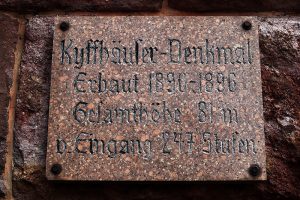 Kyffhäuser-Denkmal
Erbaut 1890-1896
Gesamthöhe 81 m
v. Eingang 247 Stufen